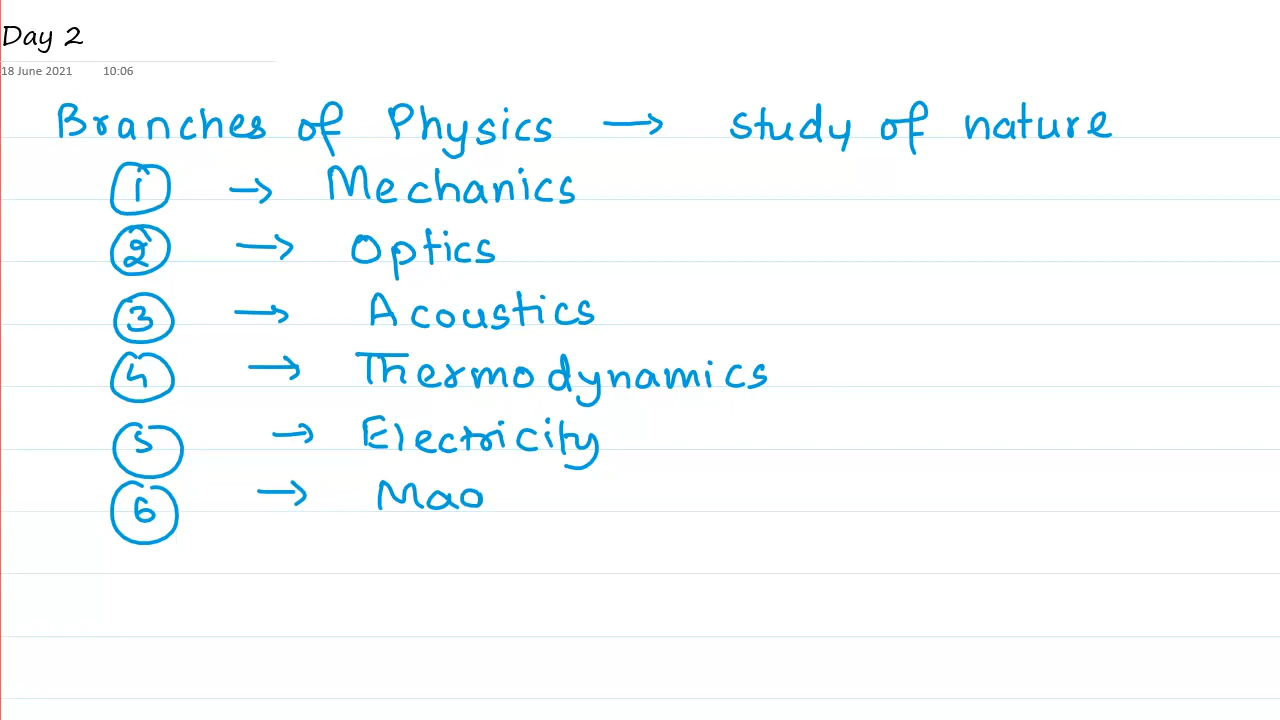 Day 2
18 June 2021 10:06
Branches of Physics → study of nature
① → Mechanics
② → Optics
③ → Acoustics
④ → Thermodynamics
⑤ → Electricity
⑥ → Mao